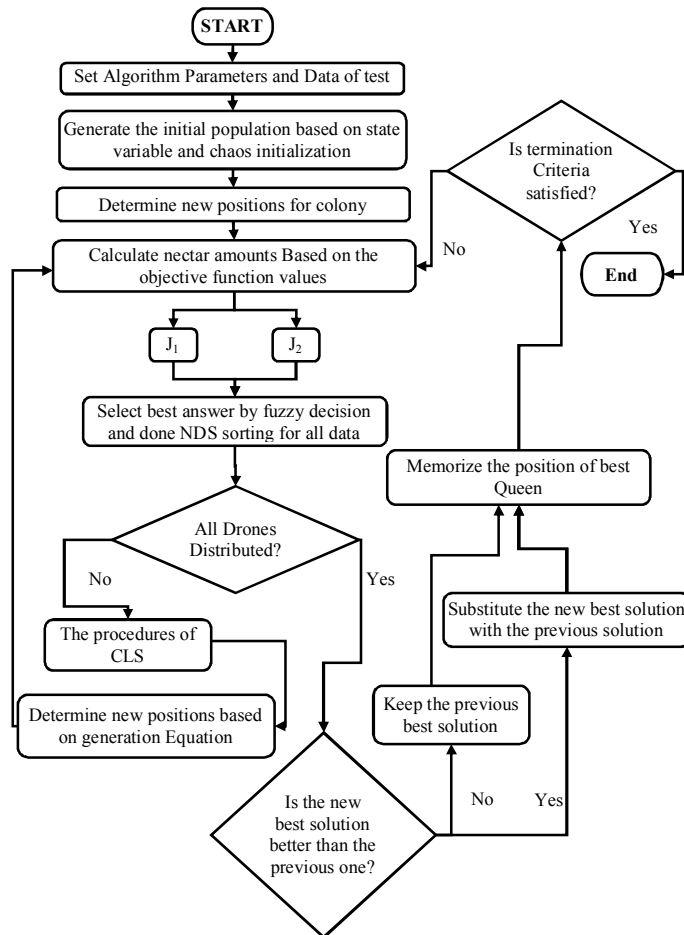 START
Set Algorithm Parameters and Data of test
Generate the initial population based on state
variable and chaos initialization
Determine new positions for colony
Calculate nectar amounts Based on the
objective function values
J₁
J₂
Select best answer by fuzzy decision
and done NDS sorting for all data
All Drones
Distributed?
No
Yes
The procedures of
CLS
Determine new positions based
on generation Equation
Is the new
best solution
better than the
previous one?
No
Yes
Keep the previous
best solution
Substitute the new best solution
with the previous solution
Memorize the position of best
Queen
Is termination
Criteria
satisfied?
No
Yes
End